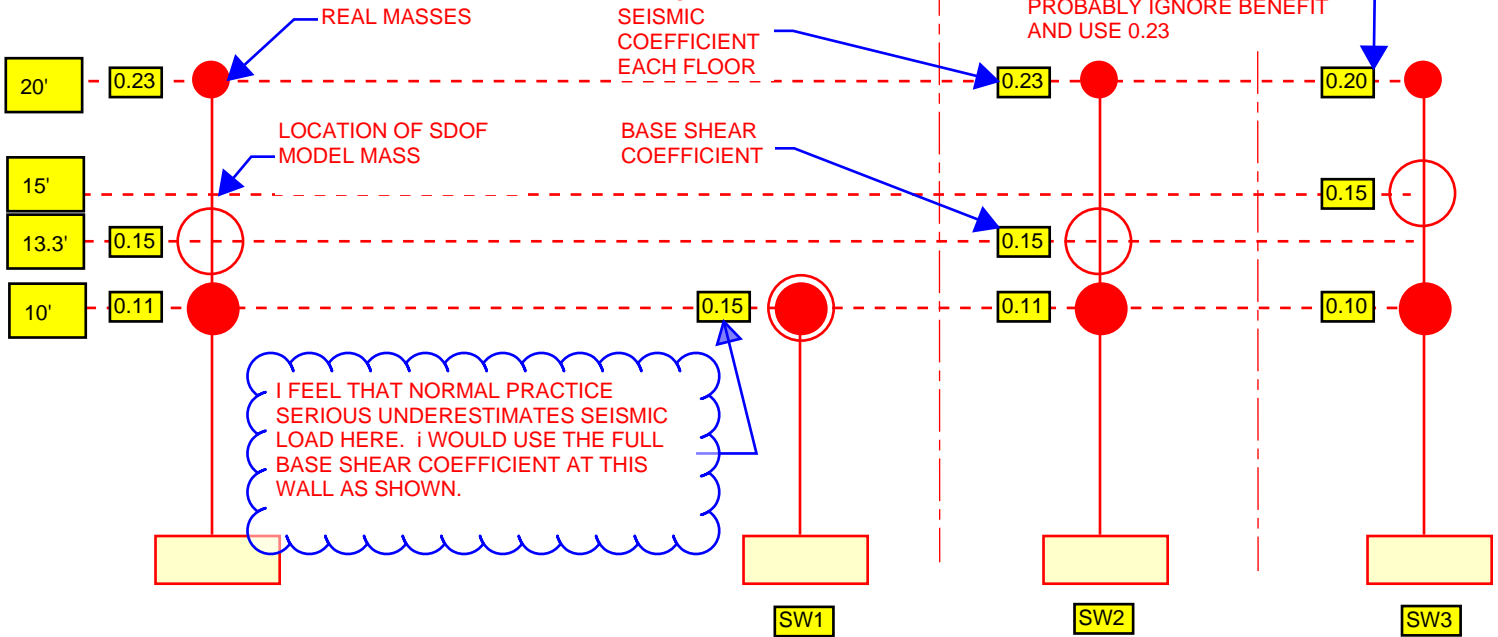 REAL MASSES
SEISMIC
COEFFICIENT
EACH FLOOR
PROBABLY IGNORE BENEFIT
AND USE 0.23
20'
0.23
0.23
0.20
LOCATION OF SDOF
MODEL MASS
BASE SHEAR
COEFFICIENT
15'
0.15
13.3'
0.15
0.15
10'
0.11
0.15
0.11
0.10
I FEEL THAT NORMAL PRACTICE
SERIOUS UNDERESTIMATES SEISMIC
LOAD HERE. i WOULD USE THE FULL
BASE SHEAR COEFFICIENT AT THIS
WALL AS SHOWN.
SW1
SW2
SW3